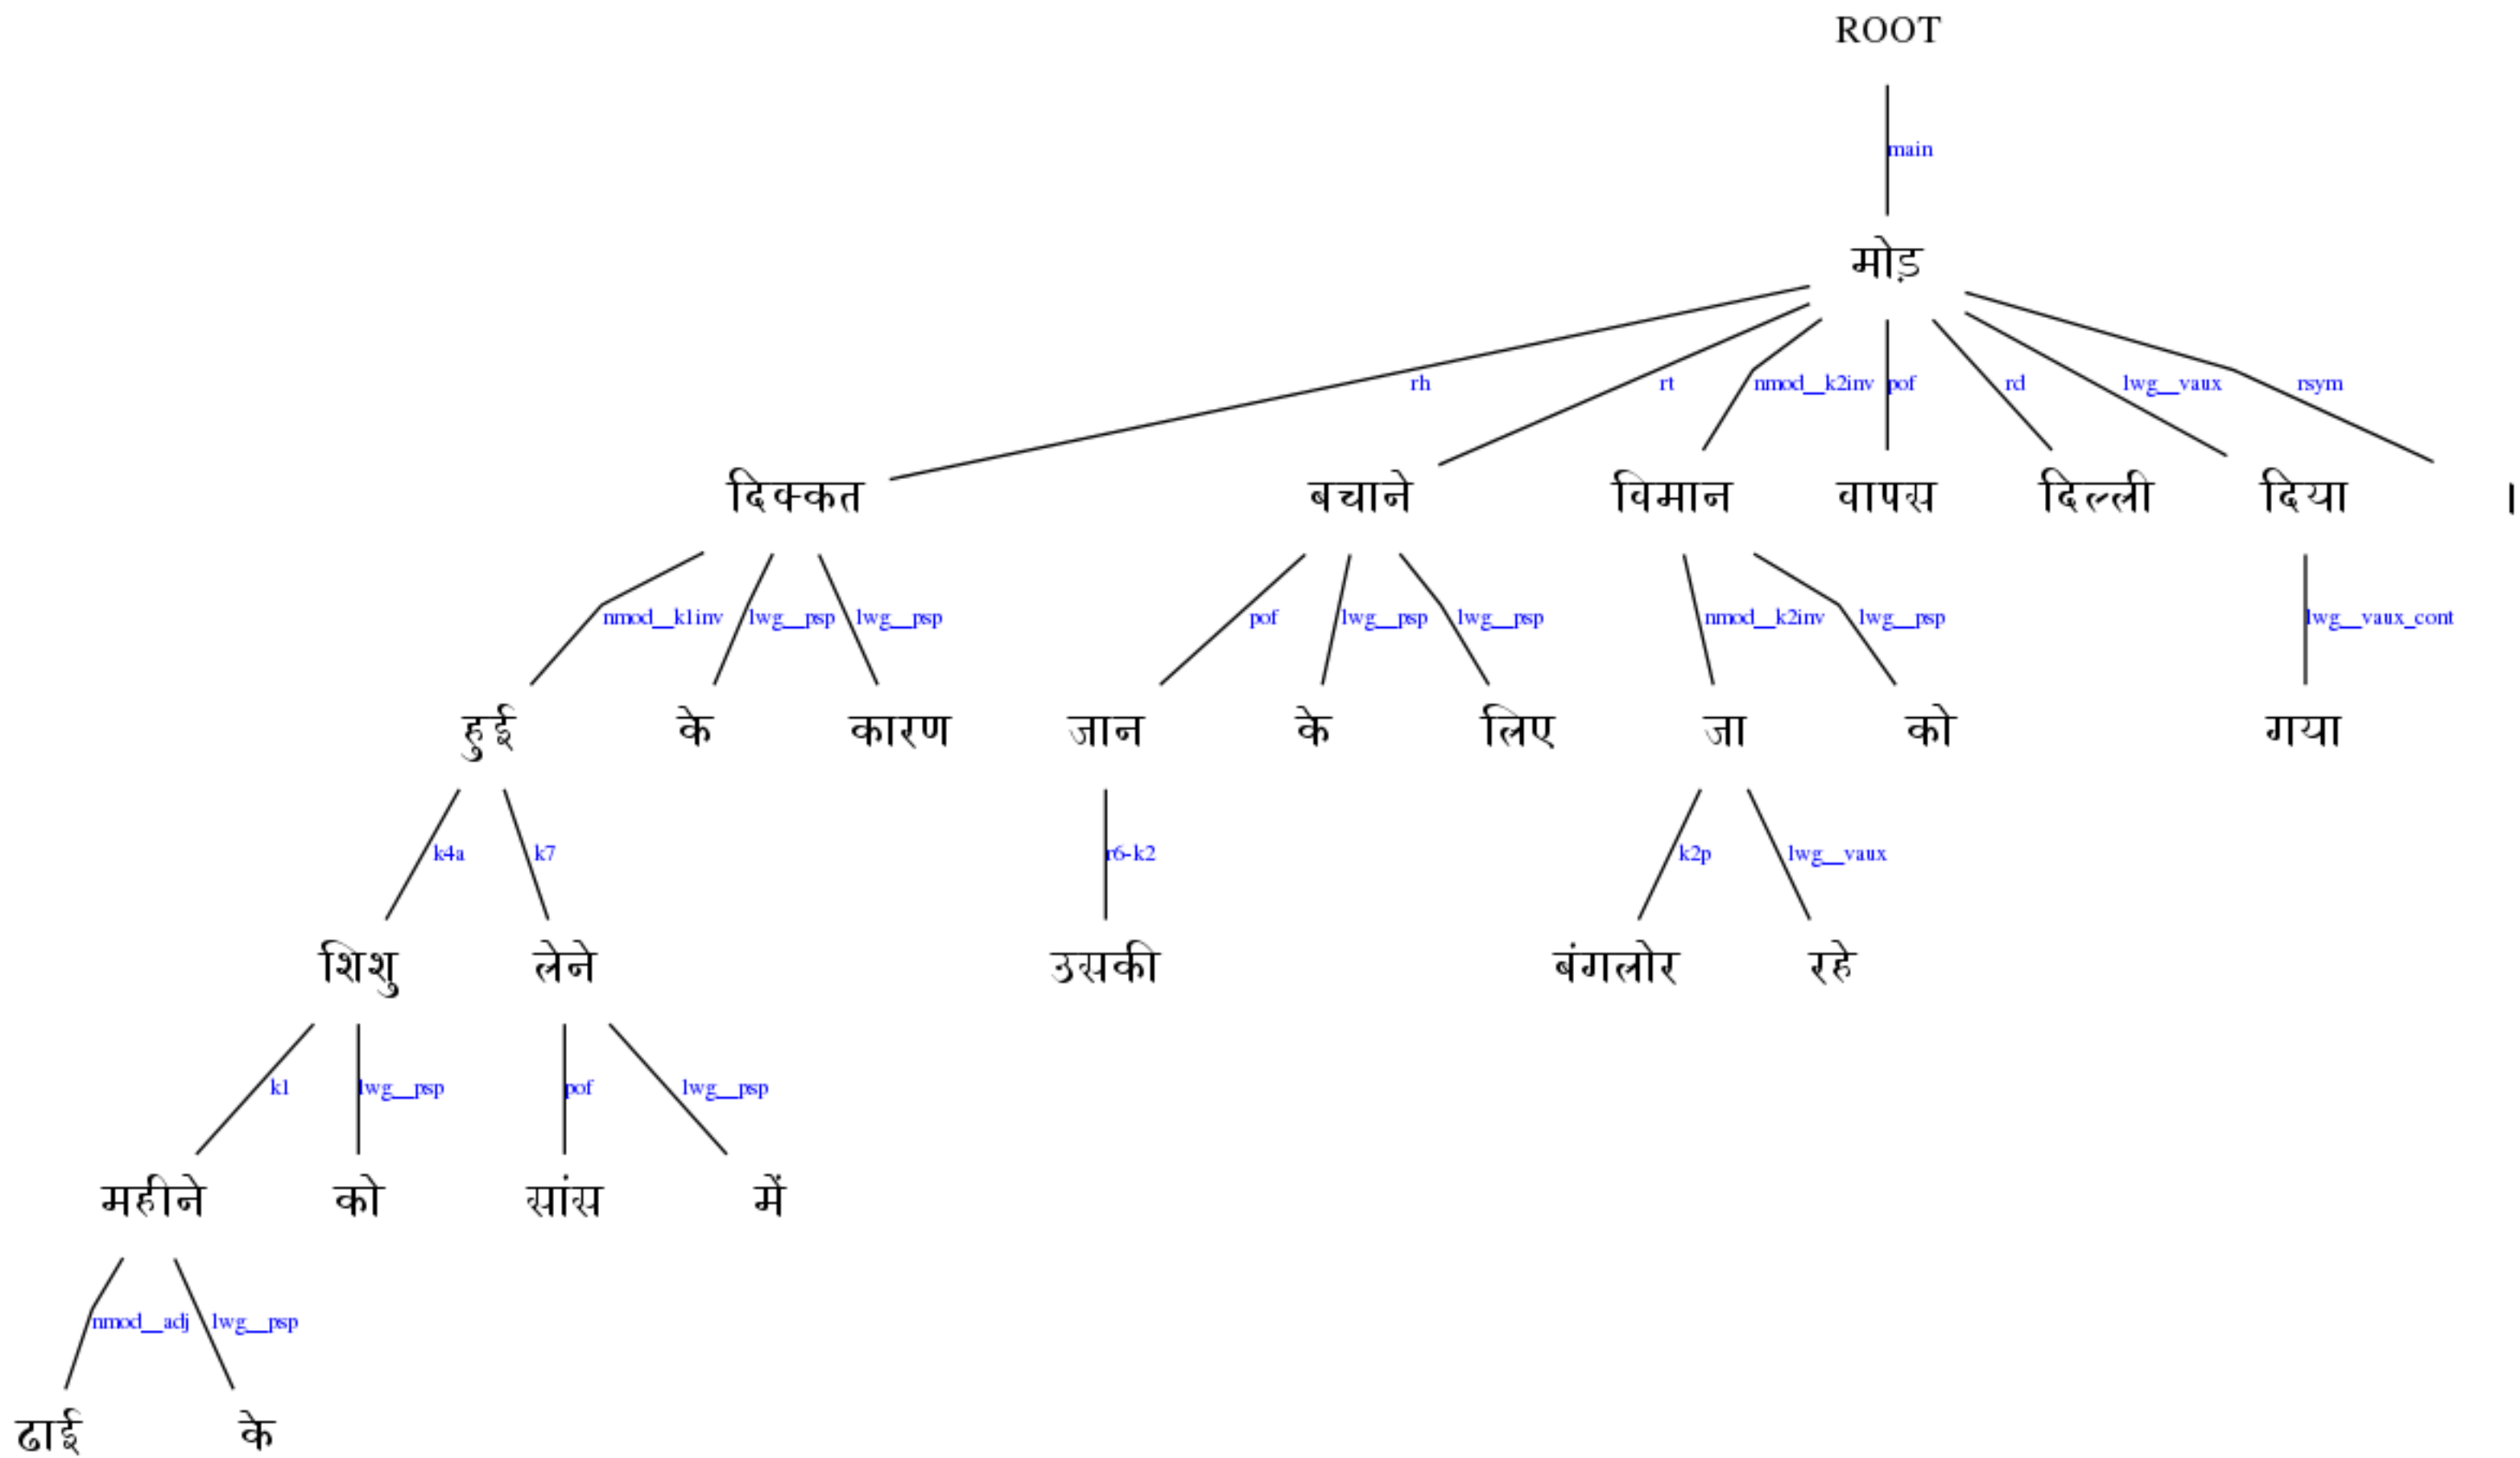 ROOT
main
मोड़
rh rt nmod__k2inv pof rd lwg__vaux rsym
दिक्कत बचाने विमान वापस दिल्ली दिया ।
nmod__k1inv lwg__psp lwg__psp pof lwg__psp lwg__psp nmod__k2inv lwg__psp lwg__vaux_cont
हुई के कारण जान के लिए जा को गया
k4a k7 r6-k2 k2p lwg__vaux
शिशु लेने उसकी बंगलोर रहे
k1 lwg__psp pof lwg__psp
महीने को सांस में
nmod__adj lwg__psp
ढाई के